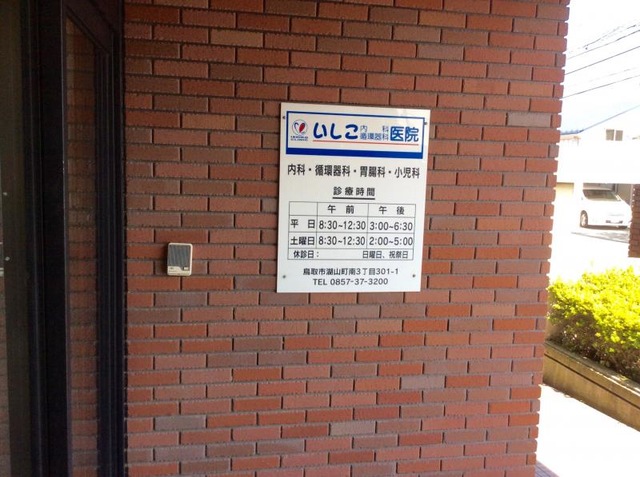 いしこ 内科 循環器科 医院
内科・循環器科・胃腸科・小児科
診療時間
午前 午後
平日 8:30~12:30 3:00~6:30
土曜日 8:30~12:30 2:00~5:00
休診日: 日曜日、祝祭日
鳥取市湖山町南3丁目301-1
TEL 0857-37-3200